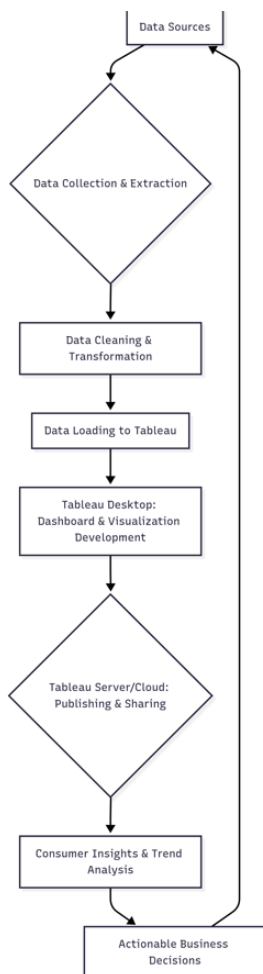 Data Sources
Data Collection & Extraction
Data Cleaning &
Transformation
Data Loading to Tableau
Tableau Desktop:
Dashboard & Visualization
Development
Tableau Server/Cloud:
Publishing & Sharing
Consumer Insights & Trend
Analysis
Actionable Business
Decisions